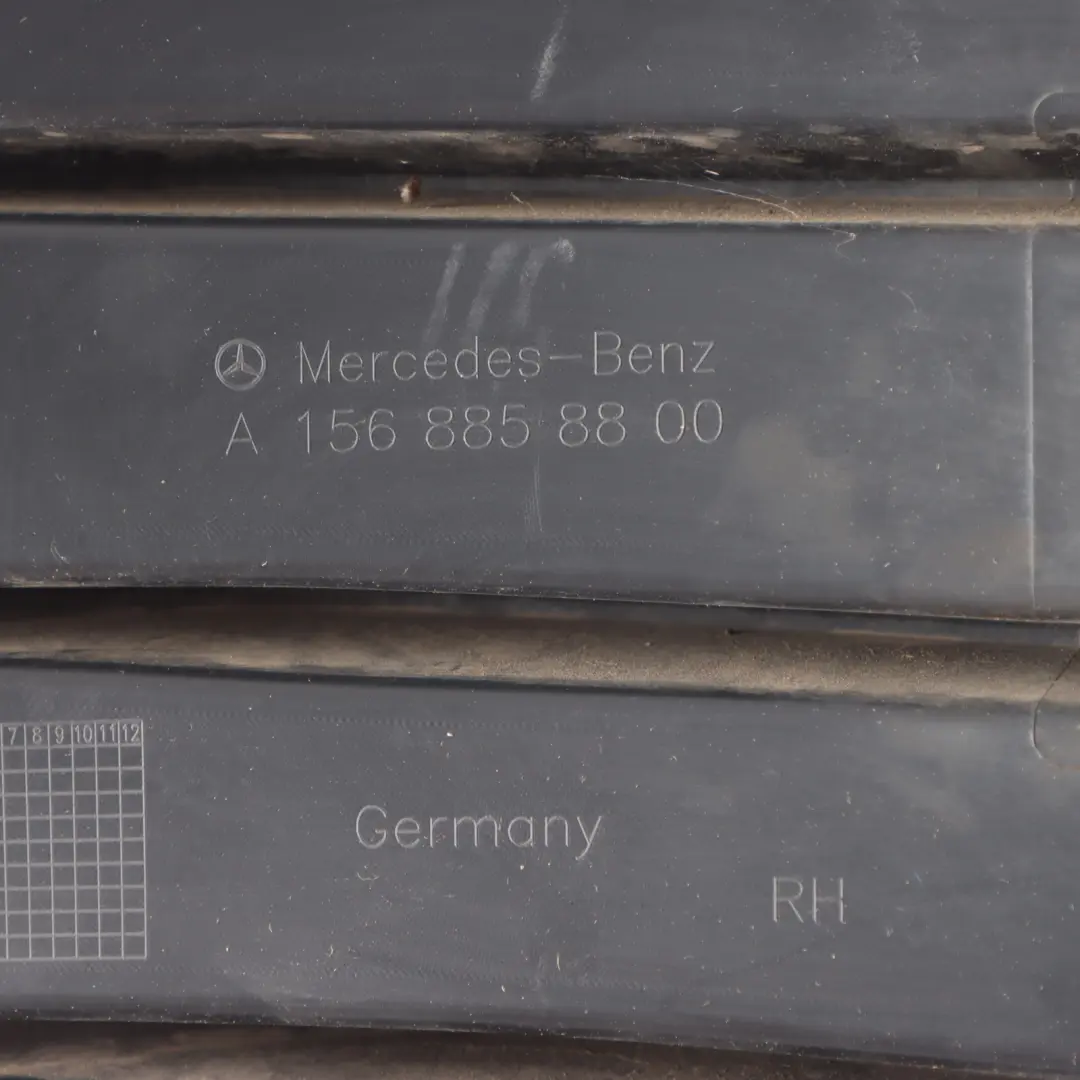 Mercedes-Benz
A 156 885 88 00
7 8 9 10 11 12
Germany
RH